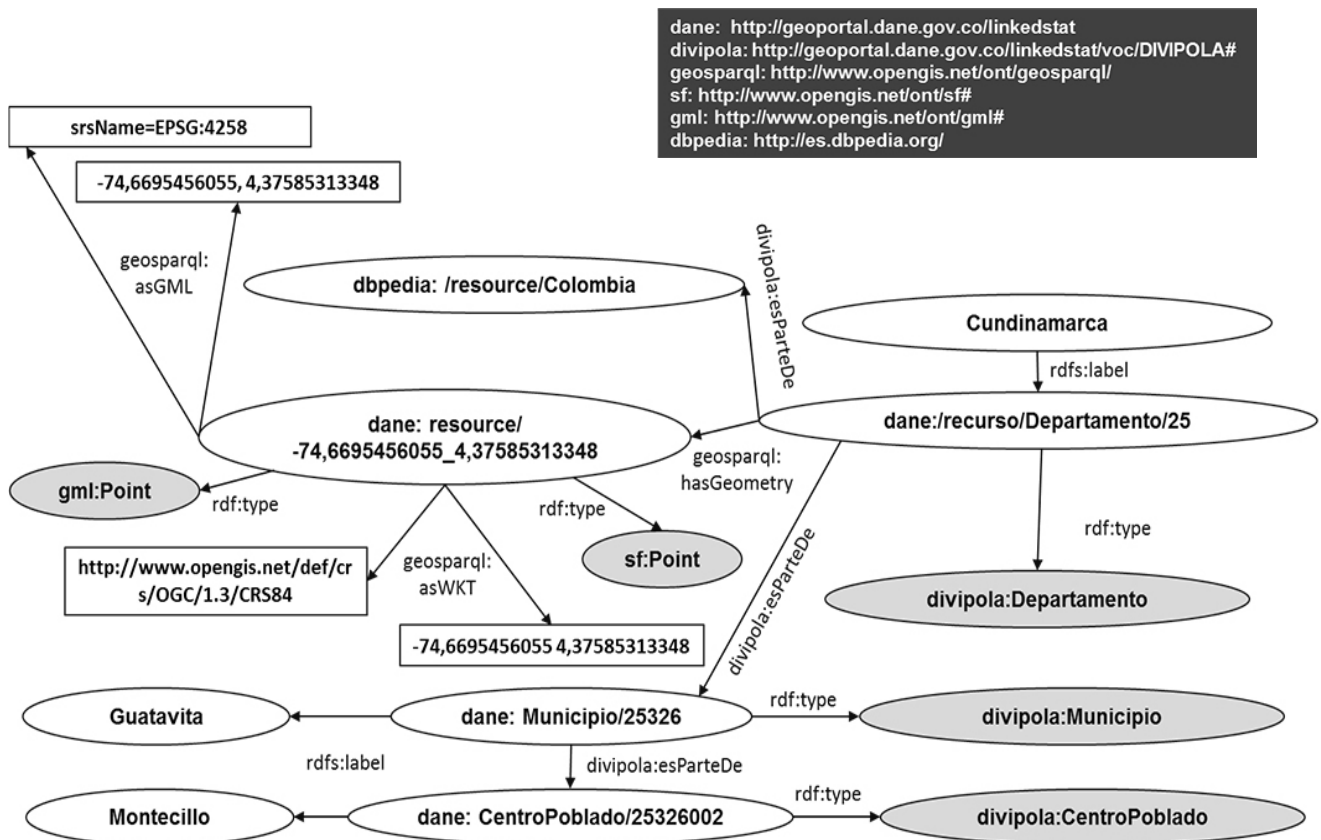 dane: http://geoportal.dane.gov.co/linkedstat
divipola: http://geoportal.dane.gov.co/linkedstat/voc/DIVIPOLA#
geosparql: http://www.opengis.net/ont/geosparql/
sf: http://www.opengis.net/ont/sf#
gml: http://www.opengis.net/ont/gml#
dbpedia: http://es.dbpedia.org/
srsName=EPSG:4258
-74,6695456055, 4,37585313348
geosparql:
asGML
dbpedia: /resource/Colombia
divipola:esParteDe
Cundinamarca
rdfs:label
dane: resource/
-74,6695456055_4,37585313348
dane:/recurso/Departamento/25
geosparql:
hasGeometry
gml:Point
rdf:type
rdf:type
rdf:type
http://www.opengis.net/def/cr
s/OGC/1.3/CRS84
geosparql:
asWKT
sf:Point
divipola:esParteDe
divipola:Departamento
-74,6695456055 4,37585313348
Guatavita
dane: Municipio/25326
rdf:type
divipola:Municipio
rdfs:label
divipola:esParteDe
Montecillo
dane: CentroPoblado/25326002
rdf:type
divipola:CentroPoblado